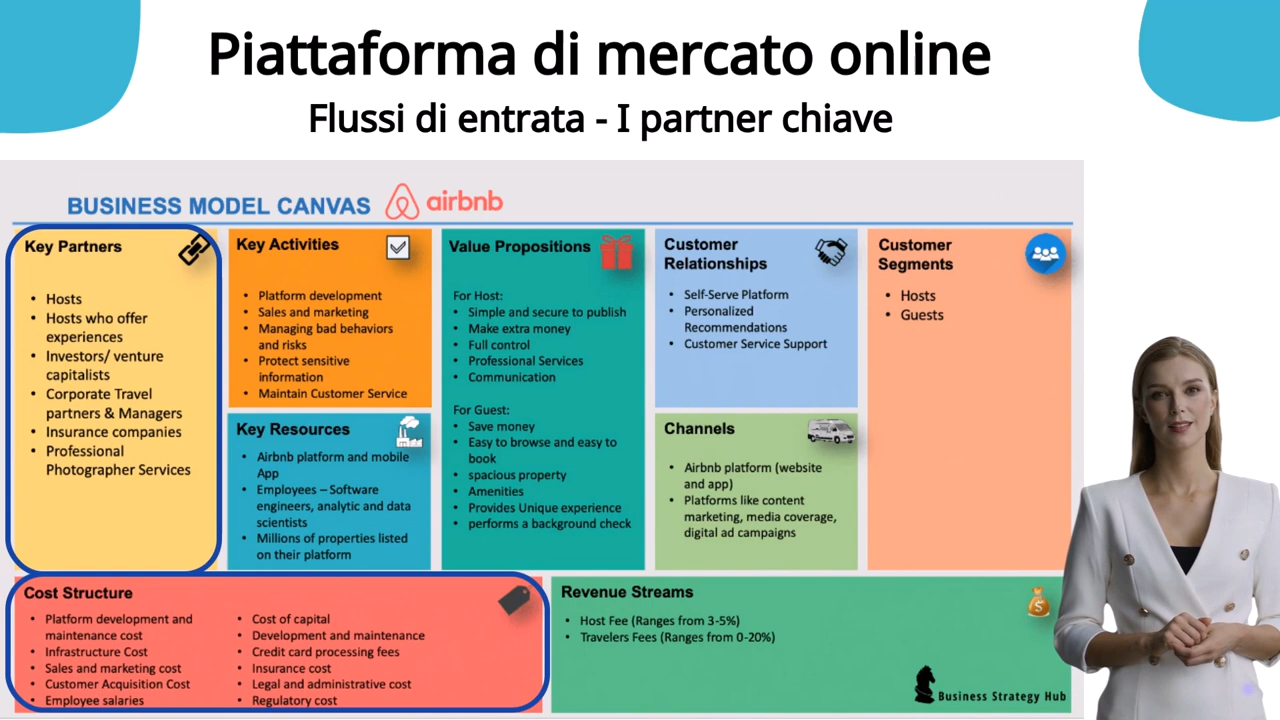 Piattaforma di mercato online
Flussi di entrata - I partner chiave
BUSINESS MODEL CANVAS airbnb
Key Partners
• Hosts
• Hosts who offer
experiences
• Investors/ venture
capitalists
• Corporate Travel
partners & Managers
• Insurance companies
• Professional
Photographer Services
Key Activities
• Platform development
• Sales and marketing
• Managing bad behaviors
and risks
• Protect sensitive
information
• Maintain Customer Service
Key Resources
• Airbnb platform and mobile
App
• Employees – Software
engineers, analytic and data
scientists
• Millions of properties listed
on their platform
Value Propositions
For Host:
• Simple and secure to publish
• Make extra money
• Full control
• Professional Services
• Communication
For Guest:
• Save money
• Easy to browse and easy to
book
• spacious property
• Amenities
• Provides Unique experience
• performs a background check
Customer
Relationships
• Self-Serve Platform
• Personalized
Recommendations
• Customer Service Support
Channels
• Airbnb platform (website
and app)
• Platforms like content
marketing, media coverage,
digital ad campaigns
Customer
Segments
• Hosts
• Guests
Cost Structure
• Platform development and
maintenance cost
• Infrastructure Cost
• Sales and marketing cost
• Customer Acquisition Cost
• Employee salaries
• Cost of capital
• Development and maintenance
• Credit card processing fees
• Insurance cost
• Legal and administrative cost
• Regulatory cost
Revenue Streams
• Host Fee (Ranges from 3-5%)
• Travelers Fees (Ranges from 0-20%)
Business Strategy Hub